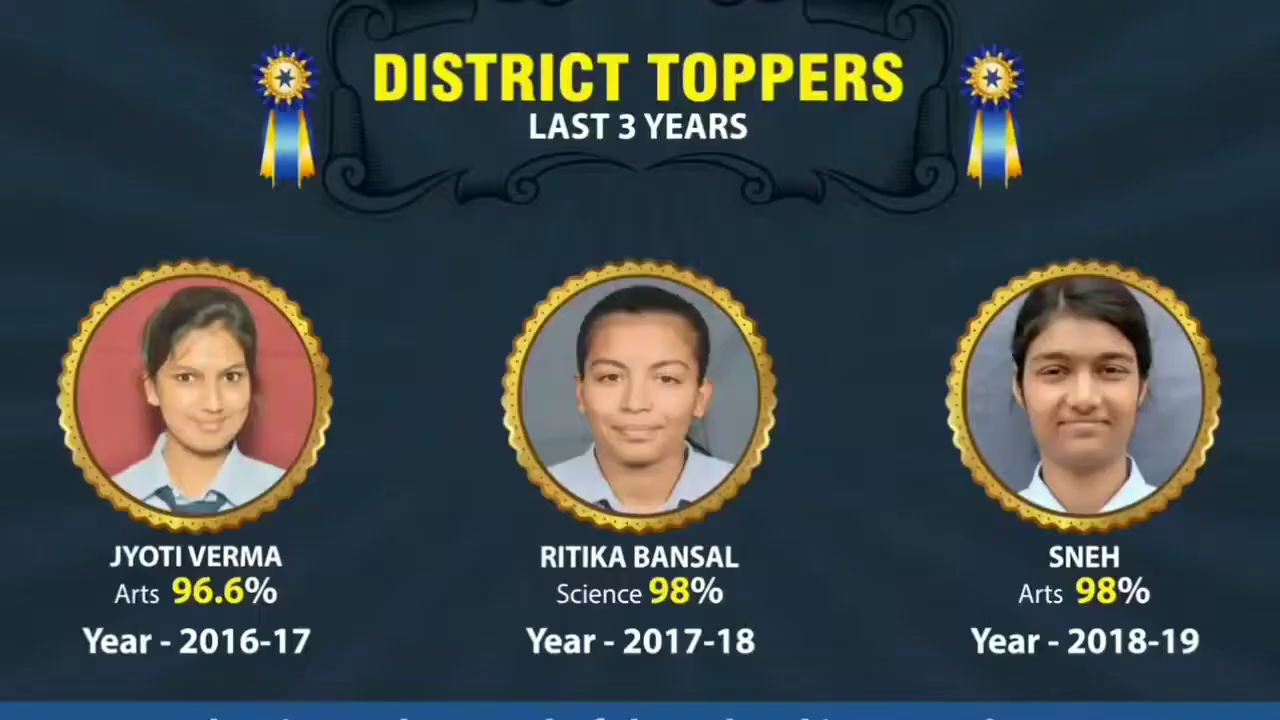 DISTRICT TOPPERS
LAST 3 YEARS
JYOTI VERMA
Arts 96.6%
Year - 2016-17
RITIKA BANSAL
Science 98%
Year - 2017-18
SNEH
Arts 98%
Year - 2018-19